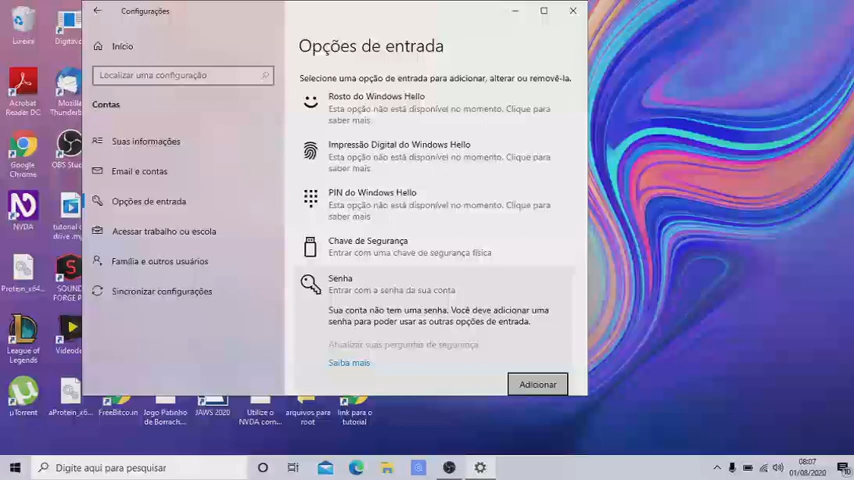 Configurações
Início
Localizar uma configuração
Contas
Suas informações
Email e contas
Opções de entrada
Acessar trabalho ou escola
Família e outros usuários
Sincronizar configurações
Opções de entrada
Selecione uma opção de entrada para adicionar, alterar ou removê-la.
Rosto do Windows Hello
Esta opção não está disponível no momento. Clique para
saber mais
Impressão Digital do Windows Hello
Esta opção não está disponível no momento. Clique para
saber mais
PIN do Windows Hello
Esta opção não está disponível no momento. Clique para
saber mais
Chave de Segurança
Entrar com uma chave de segurança física
Senha
Entrar com a senha da sua conta
Sua conta não tem uma senha. Você deve adicionar uma
senha para poder usar as outras opções de entrada.
Atualizar suas perguntas de segurança
Saiba mais
Adicionar
Lixeira
Acrobat
Reader DC
Mozilla
Thunderb
Google
Chrome
OBS Studi
NVDA
tutorial c
drive .mp
Protein_x64...
SOUND
FORGE P
League of
Legends
Videode
µTorrent
aProtein_x6...
FreeBitco.in
Jogo Patinho
de Borrach...
JAWS 2020
Utilize o
NVDA com...
arquivos para
root
link para o
tutorial
Digite aqui para pesquisar
08:07
01/08/2020